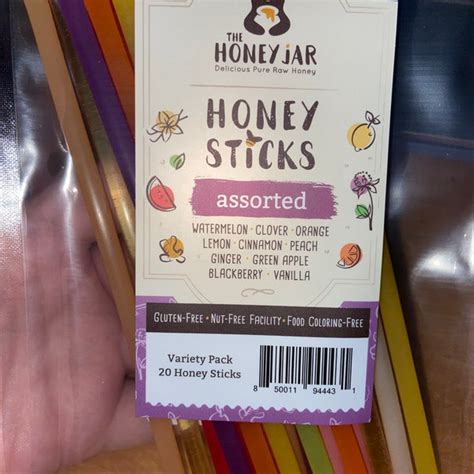 THE
HONEY JAR
Delicious Pure Raw Honey
HONEY
STICKS
assorted
WATERMELON · CLOVER · ORANGE
LEMON · CINNAMON · PEACH
GINGER · GREEN APPLE
BLACKBERRY · VANILLA
GLUTEN-FREE · NUT-FREE FACILITY · FOOD COLORING-FREE
Variety Pack
20 Honey Sticks
8 50011 94443 1